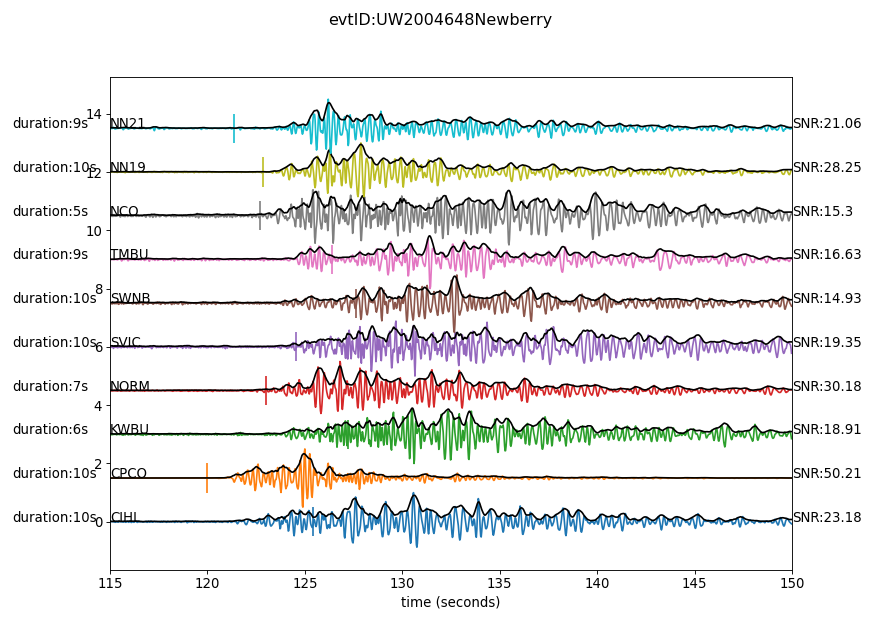 evtID:UW2004648Newberry
14
duration:9s NN21 SNR:21.06
duration:10s NN19 SNR:28.25
12
duration:5s NCO SNR:15.3
10
duration:9s TMBU SNR:16.63
8
duration:10s SWNB SNR:14.93
duration:10s SVIC SNR:19.35
6
duration:7s NORM SNR:30.18
4
duration:6s KWBU SNR:18.91
2
duration:10s CPCO SNR:50.21
duration:10s CIHL SNR:23.18
0
115 120 125 130 135 140 145 150
time (seconds)